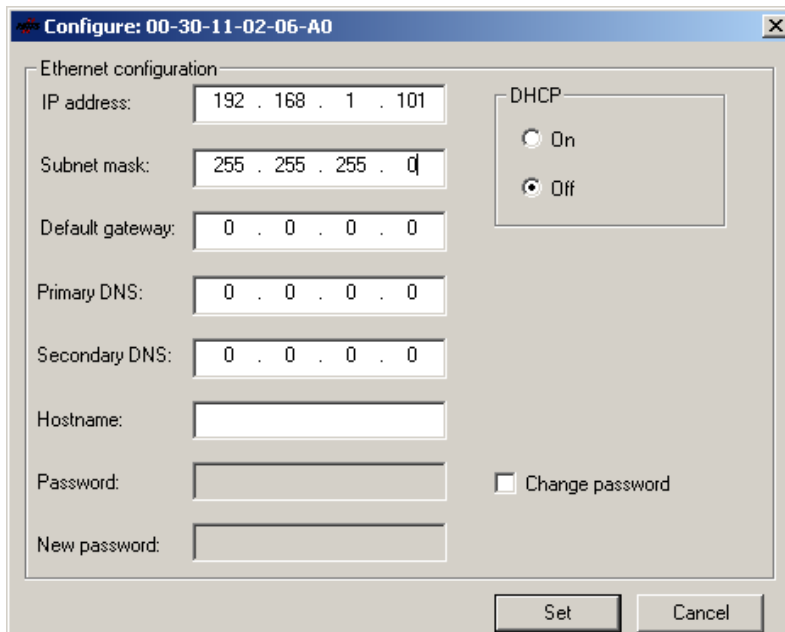 Configure: 00-30-11-02-06-A0
Ethernet configuration
IP address: 192 . 168 . 1 . 101
DHCP
On
Subnet mask: 255 . 255 . 255 . 0
Off
Default gateway: 0 . 0 . 0 . 0
Primary DNS: 0 . 0 . 0 . 0
Secondary DNS: 0 . 0 . 0 . 0
Hostname:
Password:
Change password
New password:
Set
Cancel